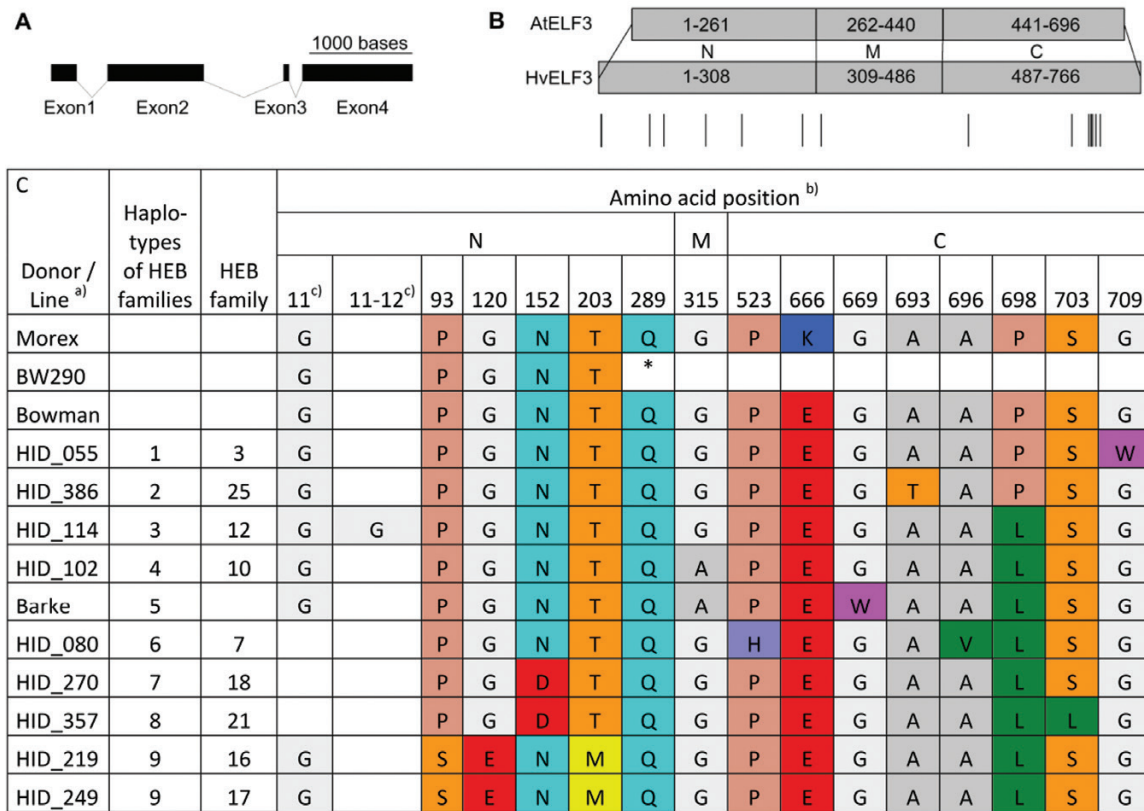 A
1000 bases
Exon1 Exon2 Exon3 Exon4
B
AtELF3 1-261 262-440 441-696
N M C
HvELF3 1-308 309-486 487-766
C
Donor / Line a) Haplo-types of HEB families HEB family Amino acid position b)
N M C
11c) 11-12c) 93 120 152 203 289 315 523 666 669 693 696 698 703 709
Morex G P G N T Q G P K G A A P S G
BW290 G P G N T *
Bowman G P G N T Q G P E G A A P S G
HID_055 1 3 G P G N T Q G P E G A A P S W
HID_386 2 25 G P G N T Q G P E G T A P S G
HID_114 3 12 G G P G N T Q G P E G A A L S G
HID_102 4 10 G P G N T Q A P E G A A L S G
Barke 5 G P G N T Q A P E W A A L S G
HID_080 6 7 P G N T Q G H E G A V L S G
HID_270 7 18 P G D T Q G P E G A A L S G
HID_357 8 21 P G D T Q G P E G A A L L G
HID_219 9 16 G S E N M Q G P E G A A L S G
HID_249 9 17 G S E N M Q G P E G A A L S G